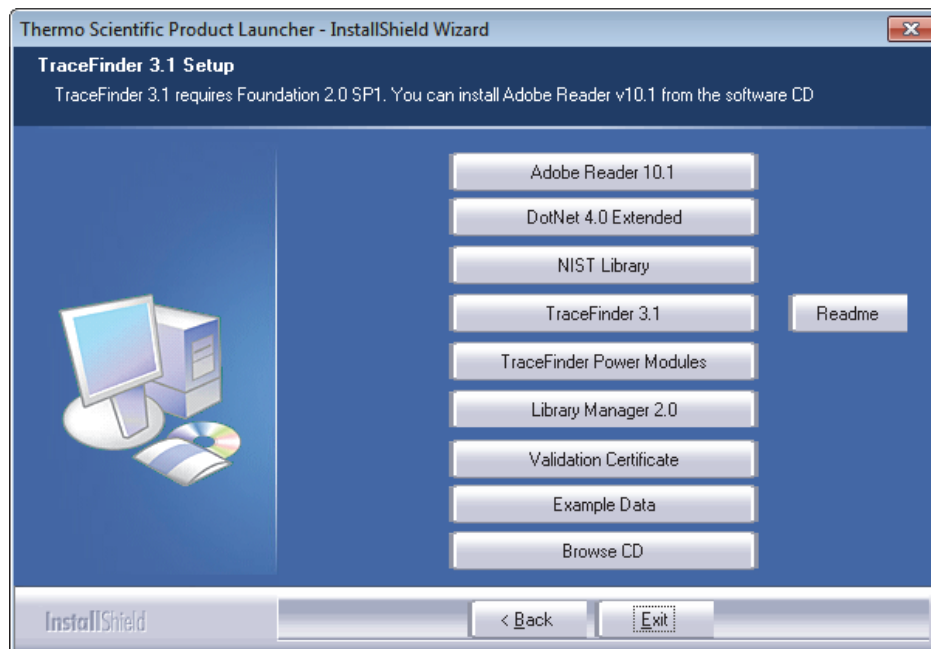 Thermo Scientific Product Launcher - InstallShield Wizard
TraceFinder 3.1 Setup
TraceFinder 3.1 requires Foundation 2.0 SP1. You can install Adobe Reader v10.1 from the software CD
Adobe Reader 10.1
DotNet 4.0 Extended
NIST Library
TraceFinder 3.1 Readme
TraceFinder Power Modules
Library Manager 2.0
Validation Certificate
Example Data
Browse CD
InstallShield < Back Exit